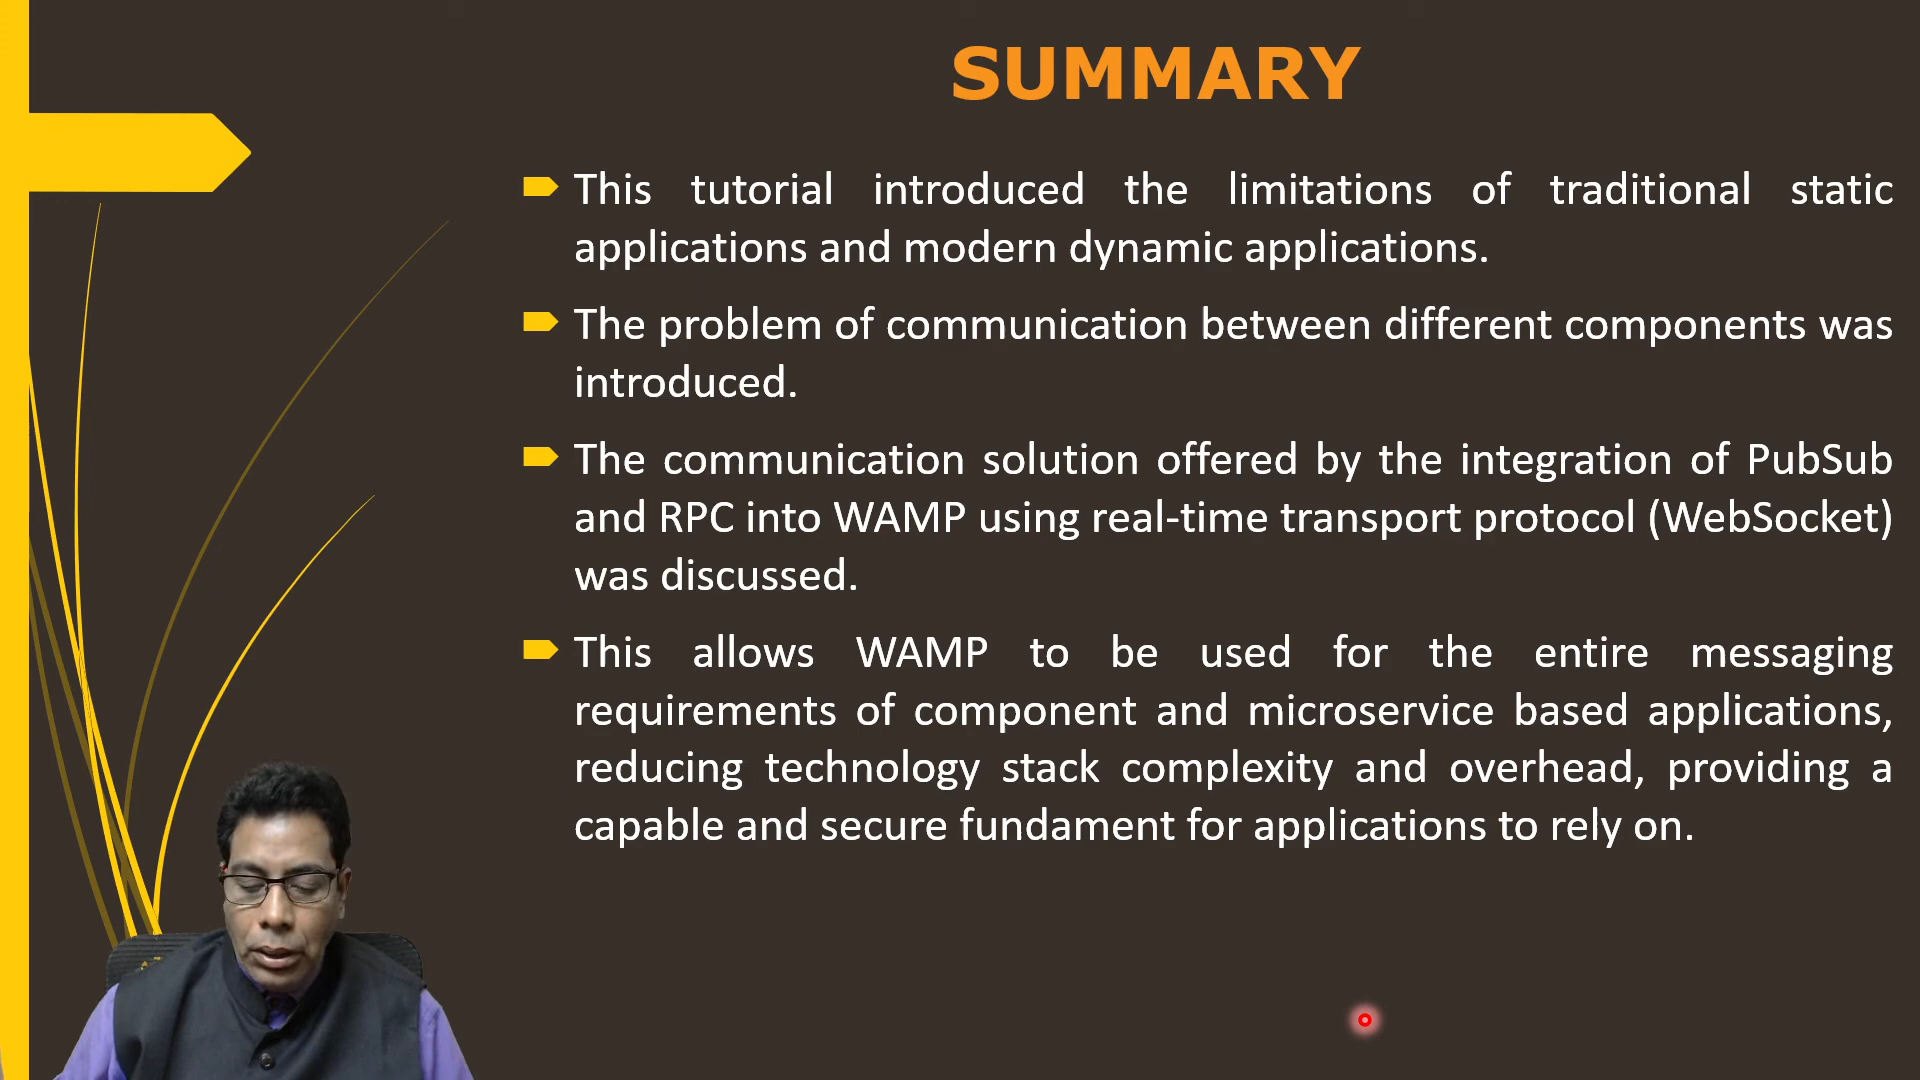 SUMMARY
This tutorial introduced the limitations of traditional static
applications and modern dynamic applications.
The problem of communication between different components was
introduced.
The communication solution offered by the integration of PubSub
and RPC into WAMP using real-time transport protocol (WebSocket)
was discussed.
This allows WAMP to be used for the entire messaging
requirements of component and microservice based applications,
reducing technology stack complexity and overhead, providing a
capable and secure fundament for applications to rely on.